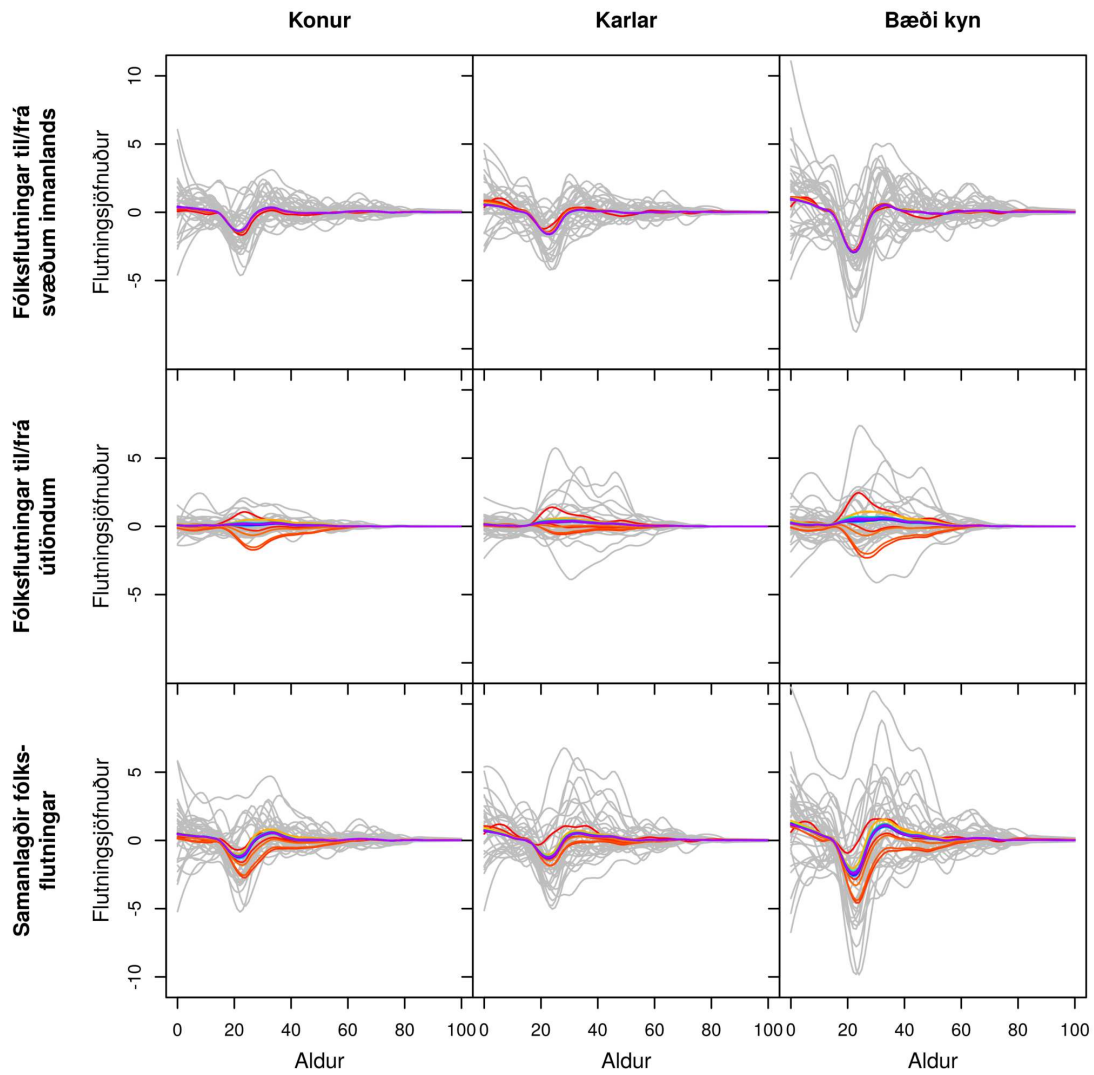 Konur Karlar Bæði kyn
Fólksflutningar til/frá
svæðum innanlands
Flutningsjöfnuður
10
5
0
-5
Fólksflutningar til/frá
útlöndum
Flutningsjöfnuður
5
0
-5
Samanlagðir fólks-
flutningar
Flutningsjöfnuður
5
0
-5
-10
0 20 40 60 80 100 0 20 40 60 80 100 0 20 40 60 80 100
Aldur Aldur Aldur